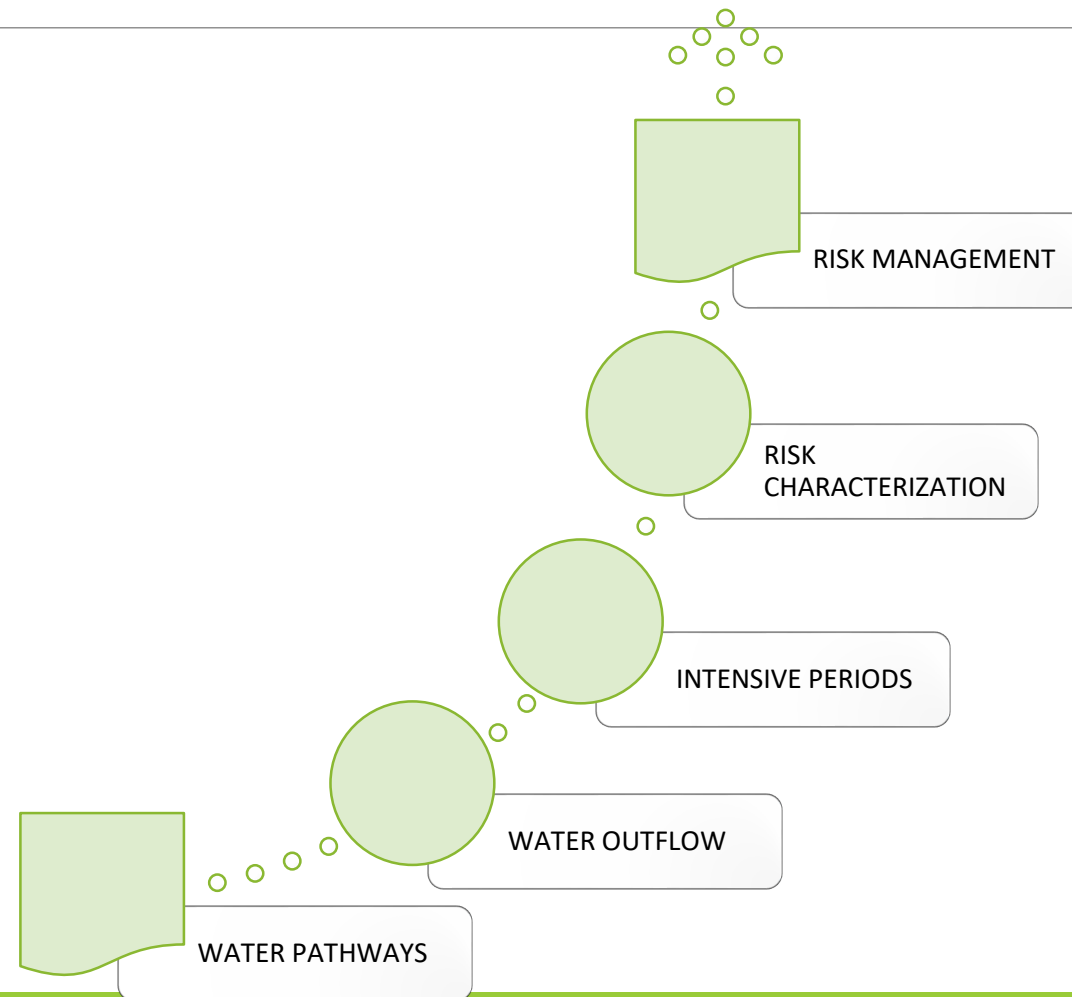 RISK MANAGEMENT
RISK
CHARACTERIZATION
INTENSIVE PERIODS
WATER OUTFLOW
WATER PATHWAYS